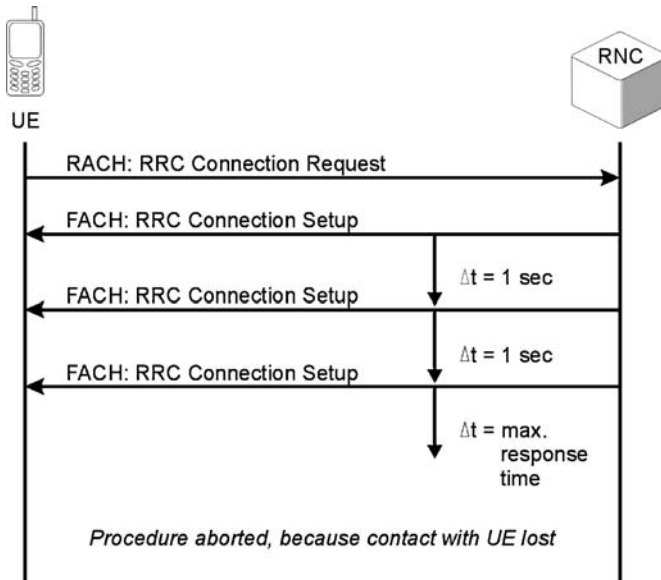 RNC
UE
RACH: RRC Connection Request
FACH: RRC Connection Setup
Δt = 1 sec
FACH: RRC Connection Setup
Δt = 1 sec
FACH: RRC Connection Setup
Δt = max.
response
time
Procedure aborted, because contact with UE lost